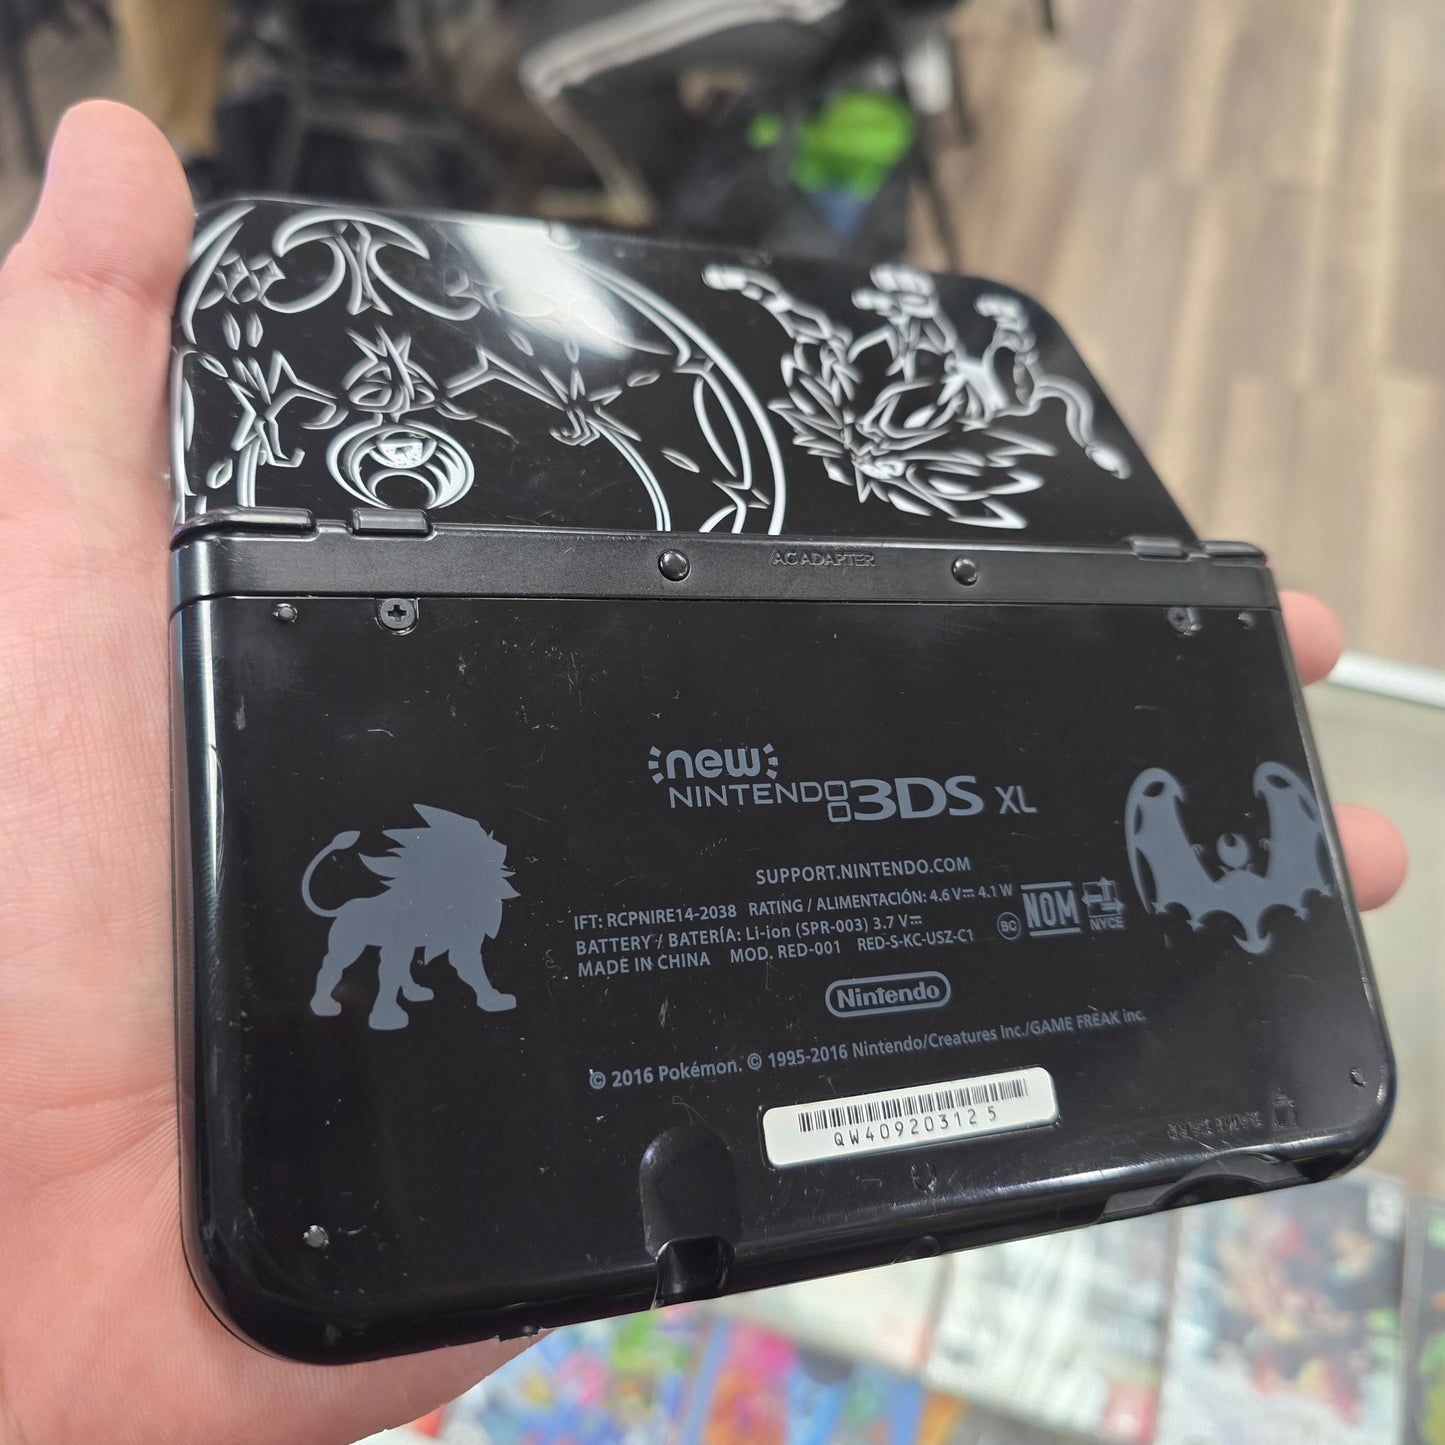 AC ADAPTER
new
NINTENDO 3DS XL
SUPPORT.NINTENDO.COM
IFT: RCPNIRE14-2038 RATING / ALIMENTACIÓN: 4.6 V⎓ 4.1 W
BATTERY / BATERÍA: Li-ion (SPR-003) 3.7 V⎓
MADE IN CHINA MOD. RED-001 RED-S-KC-USZ-C1
BC NOM NYCE
Nintendo
© 2016 Pokémon. © 1995-2016 Nintendo/Creatures Inc./GAME FREAK inc.
QW409203125